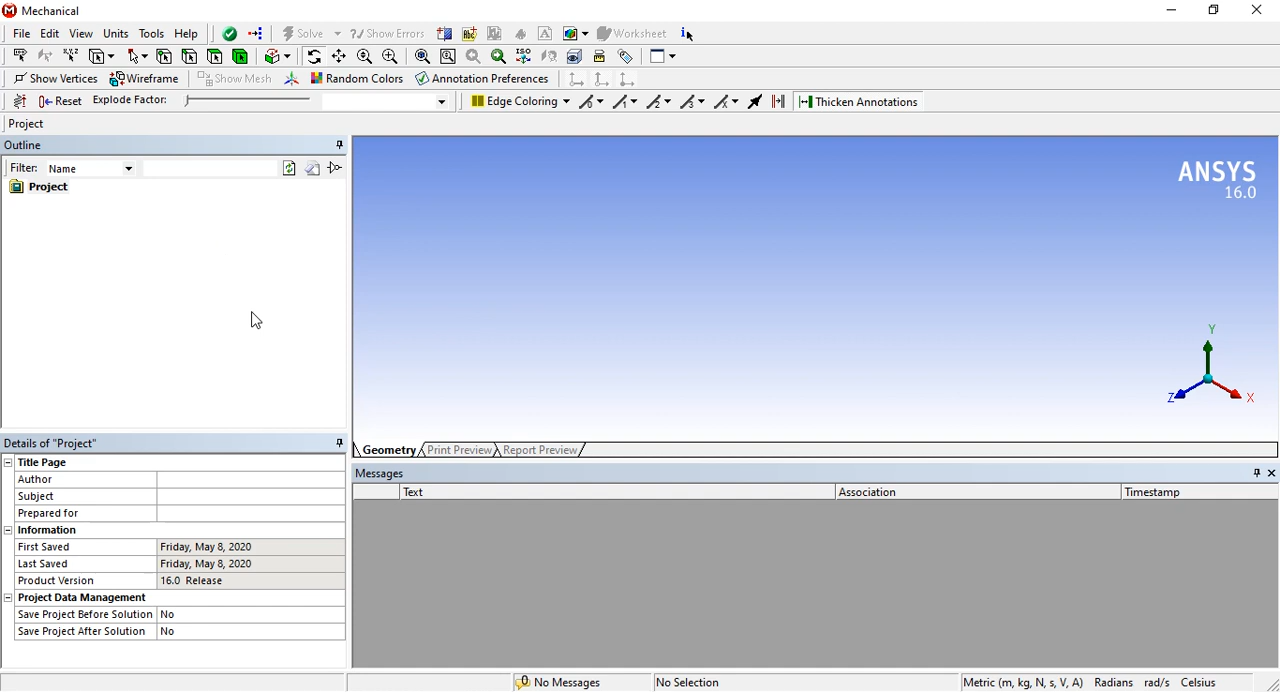 Mechanical
File Edit View Units Tools Help Solve ?/ Show Errors Worksheet
Show Vertices Wireframe Show Mesh Random Colors Annotation Preferences
Reset Explode Factor: Edge Coloring Thicken Annotations
Project
Outline
Filter: Name
Project
ANSYS
16.0
Y
Z X
Geometry Print Preview Report Preview
Details of "Project"
Title Page
Author
Subject
Prepared for
Information
First Saved Friday, May 8, 2020
Last Saved Friday, May 8, 2020
Product Version 16.0 Release
Project Data Management
Save Project Before Solution No
Save Project After Solution No
Messages
Text Association Timestamp
No Messages No Selection Metric (m, kg, N, s, V, A) Radians rad/s Celsius